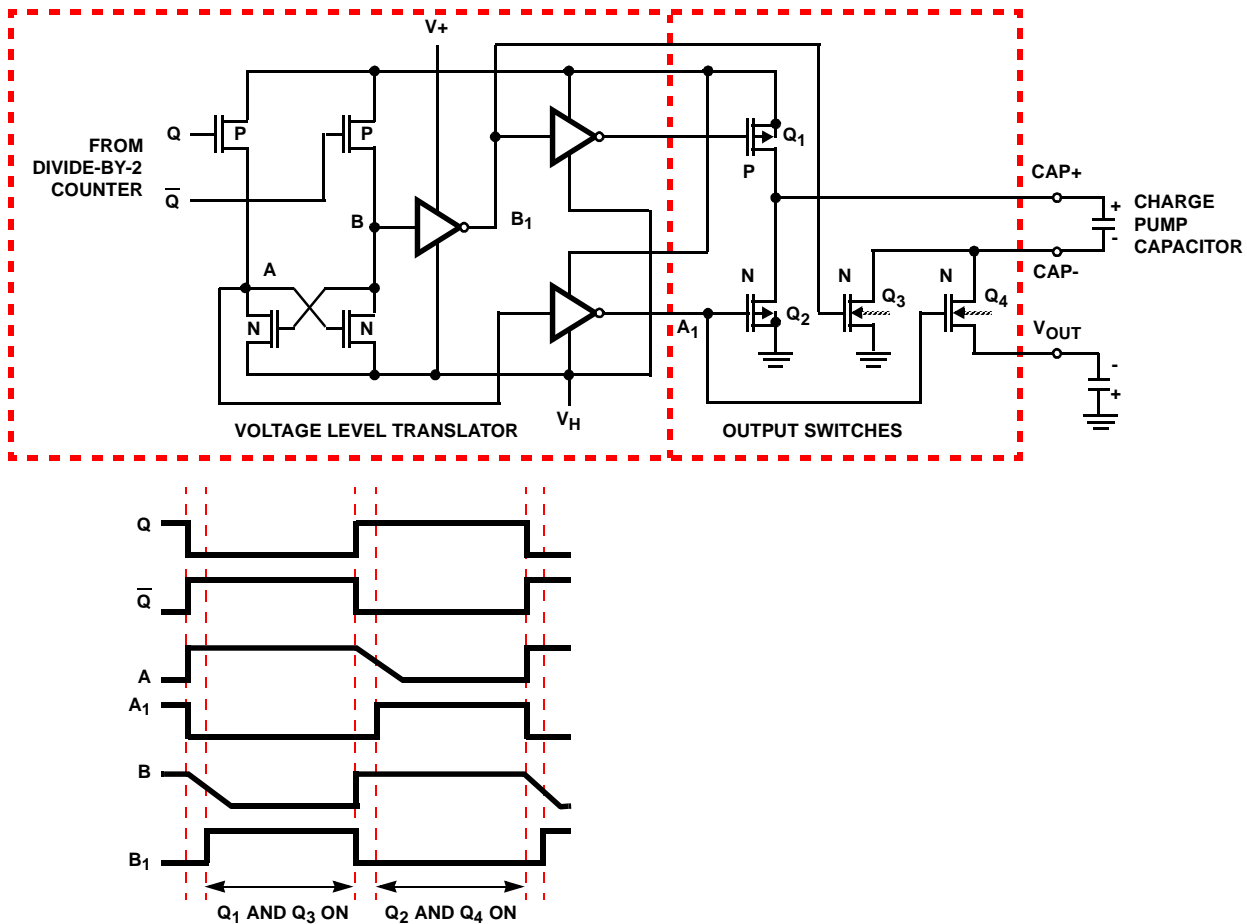 V+
Q
P
P
FROM
DIVIDE-BY-2
COUNTER
Q̅
B
B1
Q1
P
CAP+
+
-
CHARGE
PUMP
CAPACITOR
CAP-
A
N
N
A1
N
Q2
N
Q3
N
Q4
VOUT
-
+
VH
VOLTAGE LEVEL TRANSLATOR
OUTPUT SWITCHES
Q
Q̅
A
A1
B
B1
Q1 AND Q3 ON
Q2 AND Q4 ON